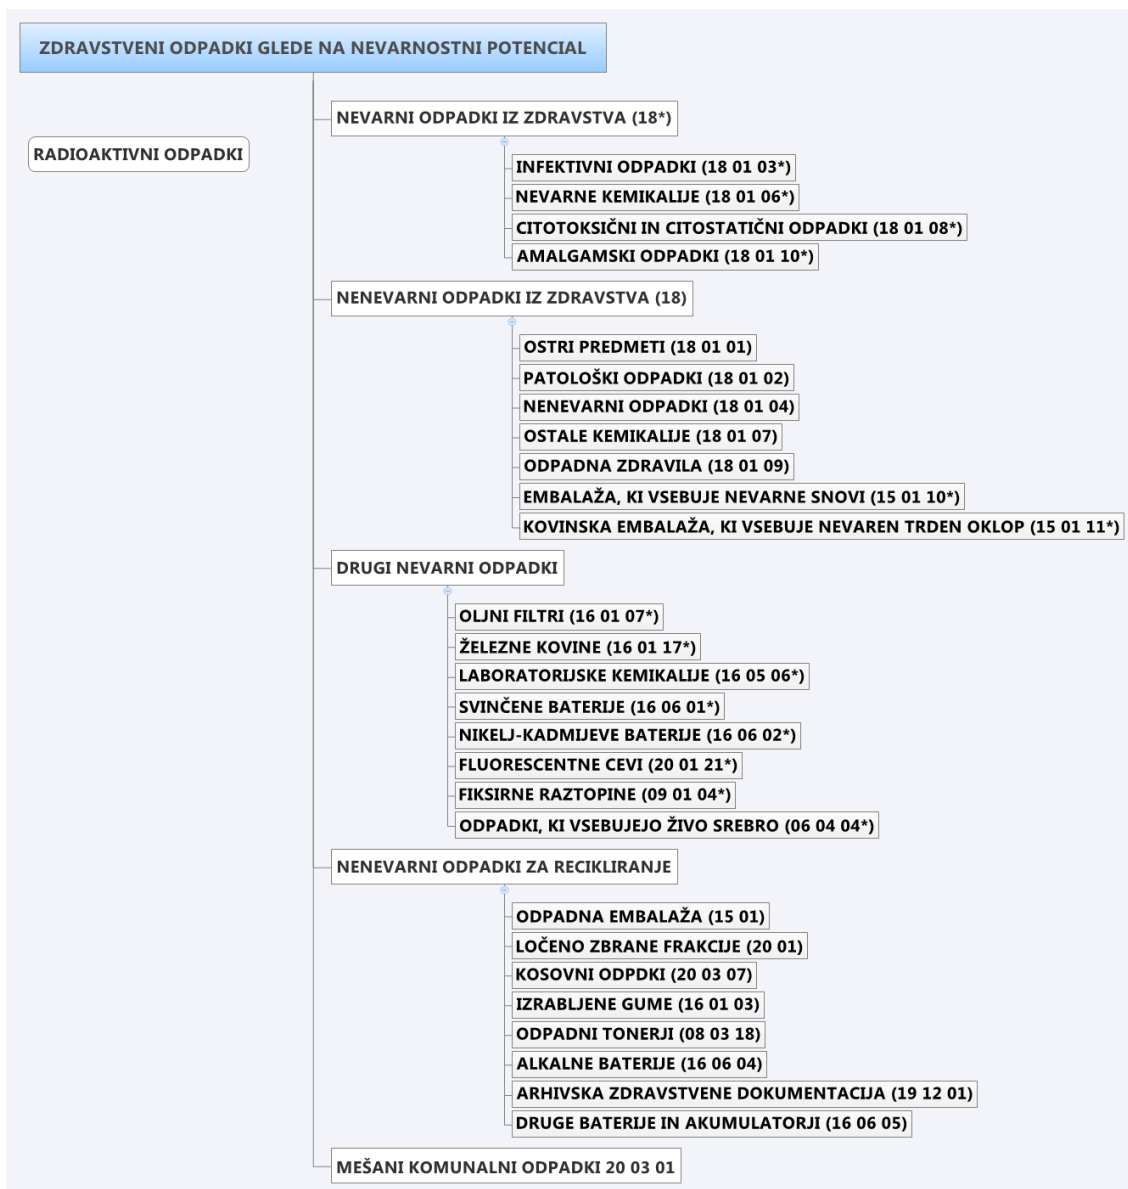 ZDRAVSTVENI ODPADKI GLEDE NA NEVARNOSTNI POTENCIAL
RADIOAKTIVNI ODPADKI
NEVARNI ODPADKI IZ ZDRAVSTVA (18*)
INFEKTIVNI ODPADKI (18 01 03*)
NEVARNE KEMIKALIJE (18 01 06*)
CITOTOKSIČNI IN CITOSTATIČNI ODPADKI (18 01 08*)
AMALGAMSKI ODPADKI (18 01 10*)
NENEVARNI ODPADKI IZ ZDRAVSTVA (18)
OSTRI PREDMETI (18 01 01)
PATOLOŠKI ODPADKI (18 01 02)
NENEVARNI ODPADKI (18 01 04)
OSTALE KEMIKALIJE (18 01 07)
ODPADNA ZDRAVILA (18 01 09)
EMBALAŽA, KI VSEBUJE NEVARNE SNOVI (15 01 10*)
KOVINSKA EMBALAŽA, KI VSEBUJE NEVAREN TRDEN OKLOP (15 01 11*)
DRUGI NEVARNI ODPADKI
OLJNI FILTRI (16 01 07*)
ŽELEZNE KOVINE (16 01 17*)
LABORATORIJSKE KEMIKALIJE (16 05 06*)
SVINČENE BATERIJE (16 06 01*)
NIKELJ-KADMIJEVE BATERIJE (16 06 02*)
FLUORESCENTNE CEVI (20 01 21*)
FIKSIRNE RAZTOPINE (09 01 04*)
ODPADKI, KI VSEBUJEJO ŽIVO SREBRO (06 04 04*)
NENEVARNI ODPADKI ZA RECIKLIRANJE
ODPADNA EMBALAŽA (15 01)
LOČENO ZBRANE FRAKCIJE (20 01)
KOSOVNI ODPDKI (20 03 07)
IZRABLJENE GUME (16 01 03)
ODPADNI TONERJI (08 03 18)
ALKALNE BATERIJE (16 06 04)
ARHIVSKA ZDRAVSTVENE DOKUMENTACIJA (19 12 01)
DRUGE BATERIJE IN AKUMULATORJI (16 06 05)
MEŠANI KOMUNALNI ODPADKI 20 03 01